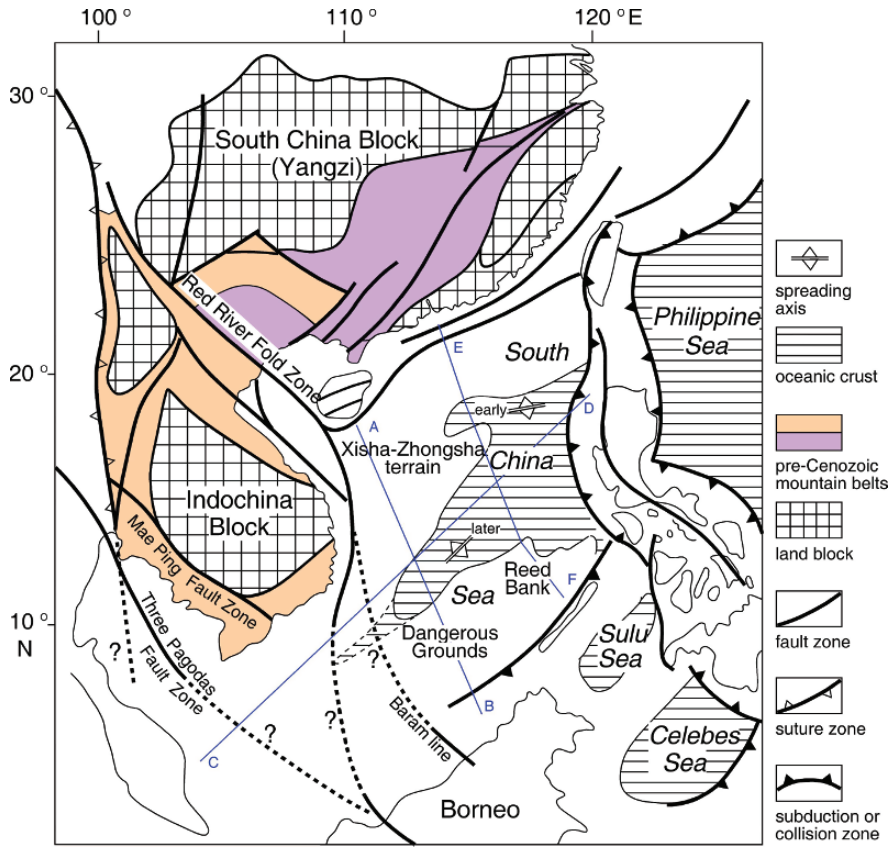 100 °
110 °
120 °E
30 °
20 °
10 °
N
South China Block
(Yangzi)
Red River Fold Zone
Philippine
Sea
E
South
early
D
A
Xisha-Zhongsha
terrain
China
Indochina
Block
later
Mae Ping Fault Zone
Reed
Bank
F
Sea
Dangerous
Grounds
Sulu
Sea
Three Pagodas
Fault Zone
?
?
?
?
Baram line
B
C
Celebes
Sea
Borneo
spreading
axis
oceanic crust
pre-Cenozoic
mountain belts
land block
fault zone
suture zone
subduction or
collision zone